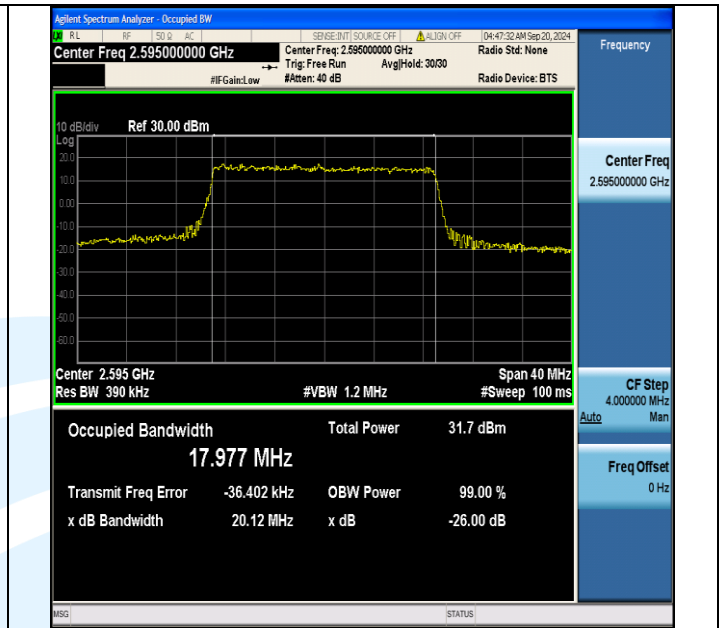 Agilent Spectrum Analyzer - Occupied BW
RL RF 50 Ω AC SENSE:INT SOURCE OFF ALIGN OFF 04:47:32 AM Sep 20, 2024
Center Freq 2.595000000 GHz
Center Freq: 2.595000000 GHz
Radio Std: None
Trig: Free Run Avg|Hold: 30/30
#IFGain:Low #Atten: 40 dB Radio Device: BTS
10 dB/div Ref 30.00 dBm
Log
20.0
10.0
0.00
-10.0
-20.0
-30.0
-40.0
-50.0
-60.0
Center 2.595 GHz Span 40 MHz
Res BW 390 kHz #VBW 1.2 MHz #Sweep 100 ms
Occupied Bandwidth Total Power 31.7 dBm
17.977 MHz
Transmit Freq Error -36.402 kHz OBW Power 99.00 %
x dB Bandwidth 20.12 MHz x dB -26.00 dB
MSG STATUS
Frequency
Center Freq
2.595000000 GHz
CF Step
4.000000 MHz
Auto Man
Freq Offset
0 Hz